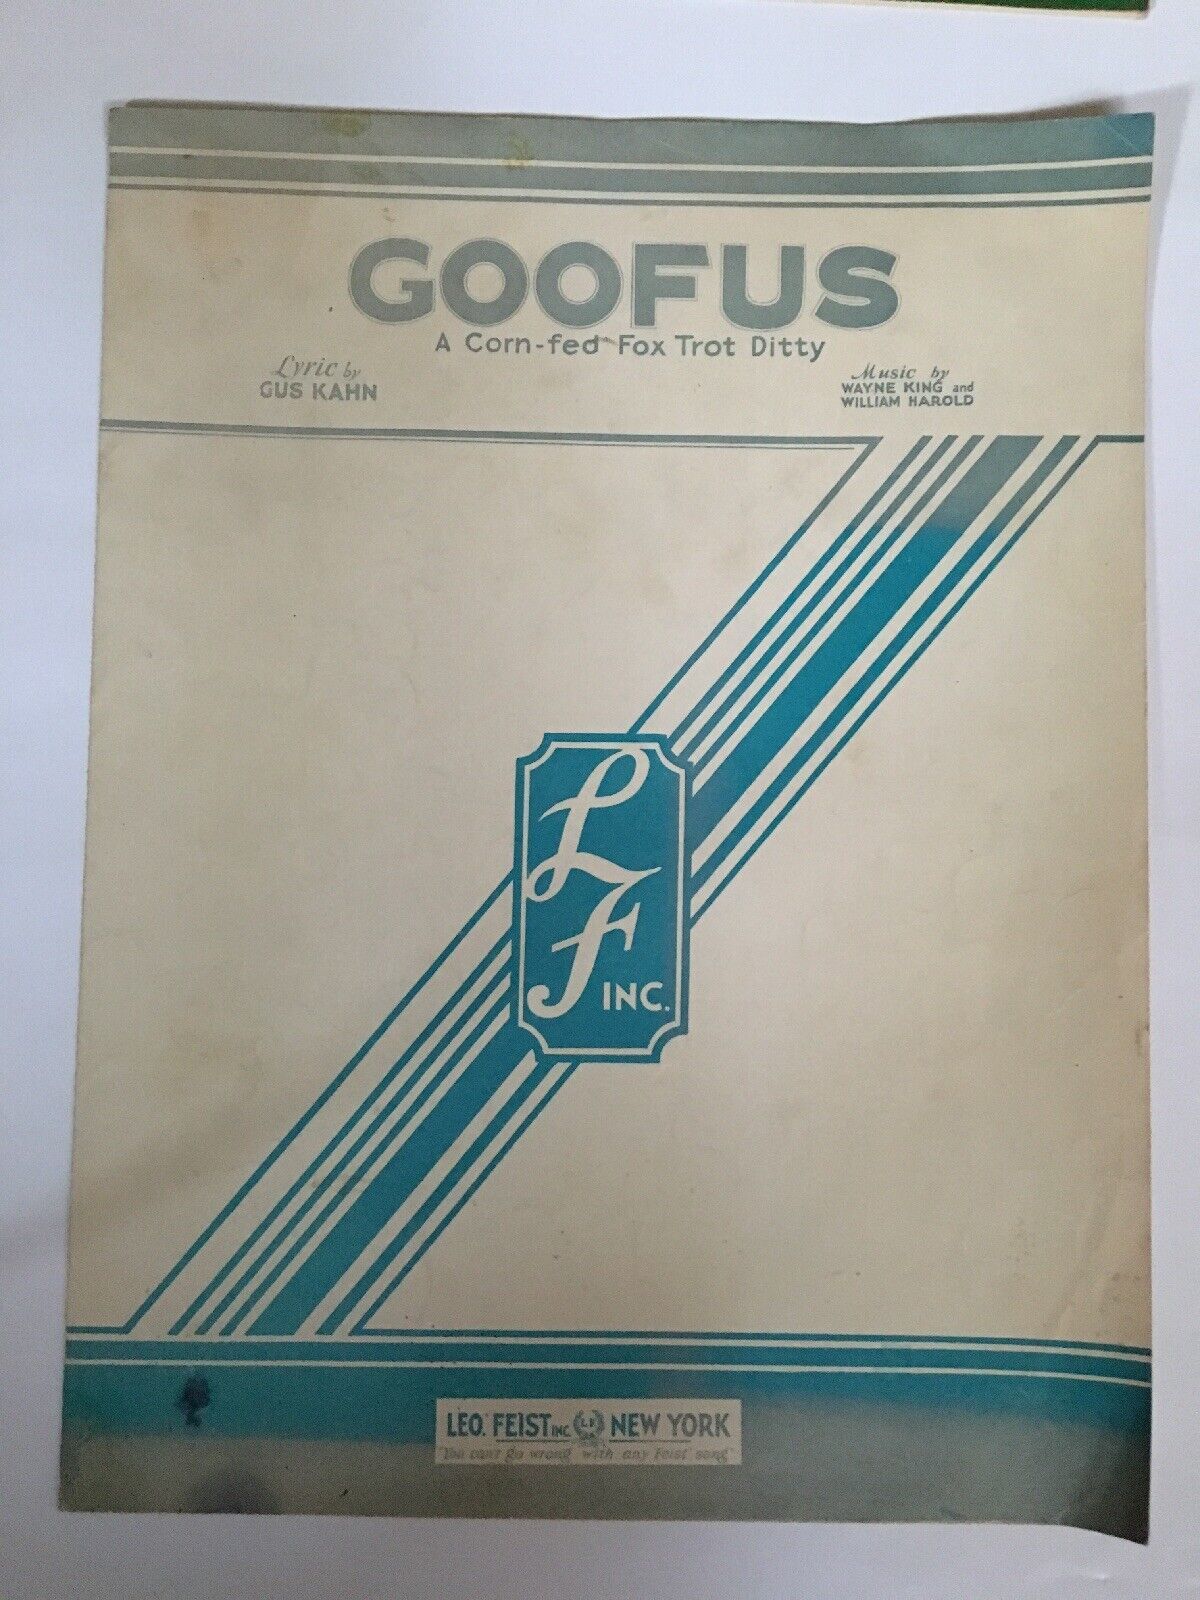 GOOFUS
A Corn-fed Fox Trot Ditty
Lyric by
GUS KAHN
Music by
WAYNE KING and
WILLIAM HAROLD
L
F
INC.
LEO. FEIST INC. L.F. NEW YORK
"You can't go wrong with any Feist song"